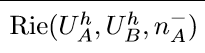 Rie(U_A^h, U_B^h, n_A^-)